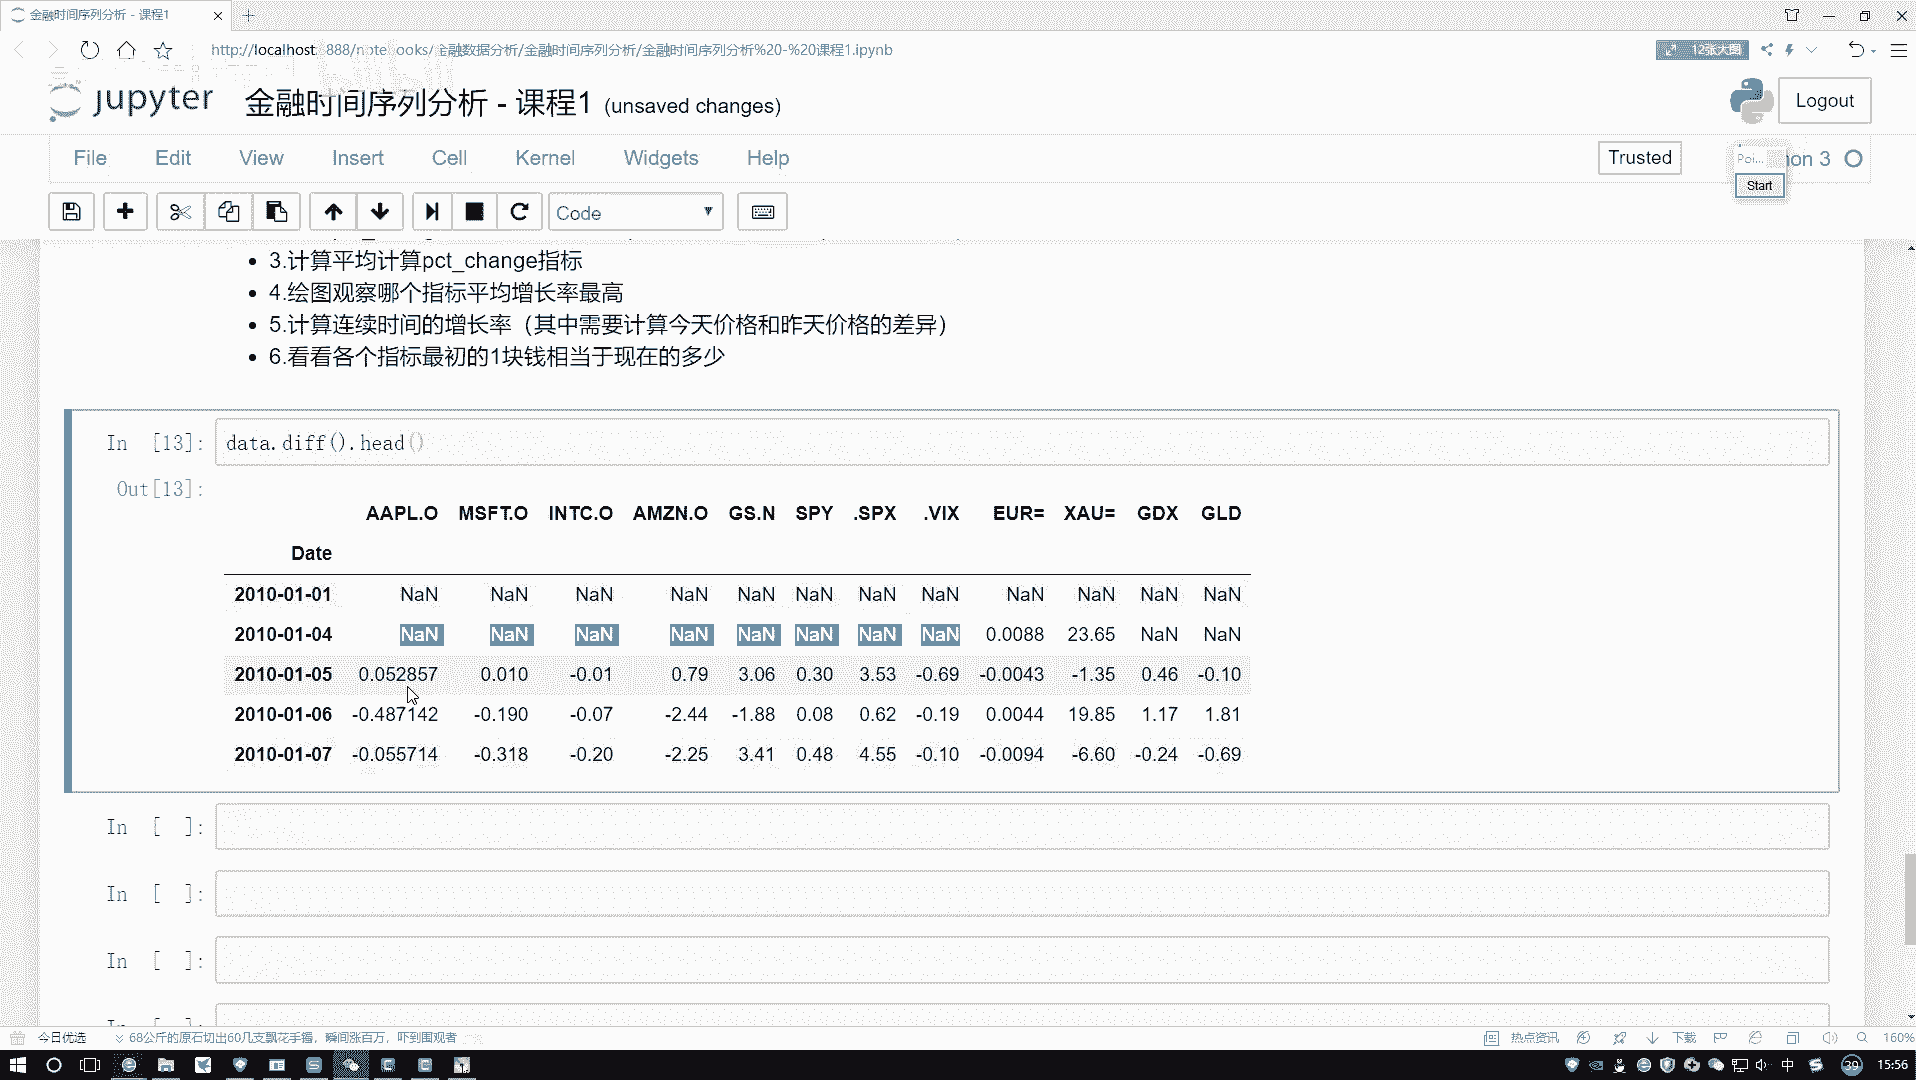 金融时间序列分析 - 课程1
http://localhost:8888/notebooks/金融数据分析/金融时间序列分析/金融时间序列分析%20-%20课程1.ipynb
12张大图
jupyter 金融时间序列分析 - 课程1 (unsaved changes)
Logout
File Edit View Insert Cell Kernel Widgets Help
Trusted
Poi...
Start
Code
3.计算平均计算pct_change指标
4.绘图观察哪个指标平均增长率最高
5.计算连续时间的增长率（其中需要计算今天价格和昨天价格的差异）
6.看看各个指标最初的1块钱相当于现在的多少
In [13]: data.diff().head()
Out[13]:
AAPL.O MSFT.O INTC.O AMZN.O GS.N SPY .SPX .VIX EUR= XAU= GDX GLD
Date
2010-01-01 NaN NaN NaN NaN NaN NaN NaN NaN NaN NaN NaN NaN
2010-01-04 NaN NaN NaN NaN NaN NaN NaN NaN 0.0088 23.65 NaN NaN
2010-01-05 0.052857 0.010 -0.01 0.79 3.06 0.30 3.53 -0.69 -0.0043 -1.35 0.46 -0.10
2010-01-06 -0.487142 -0.190 -0.07 -2.44 -1.88 0.08 0.62 -0.19 0.0044 19.85 1.17 1.81
2010-01-07 -0.055714 -0.318 -0.20 -2.25 3.41 0.48 4.55 -0.10 -0.0094 -6.60 -0.24 -0.69
In [ ]:
In [ ]:
In [ ]:
今日优选 68公斤的原石切出60几支飘花手镯，瞬间涨百万，吓到围观者
热点资讯 下载 160%
中 39 15:56